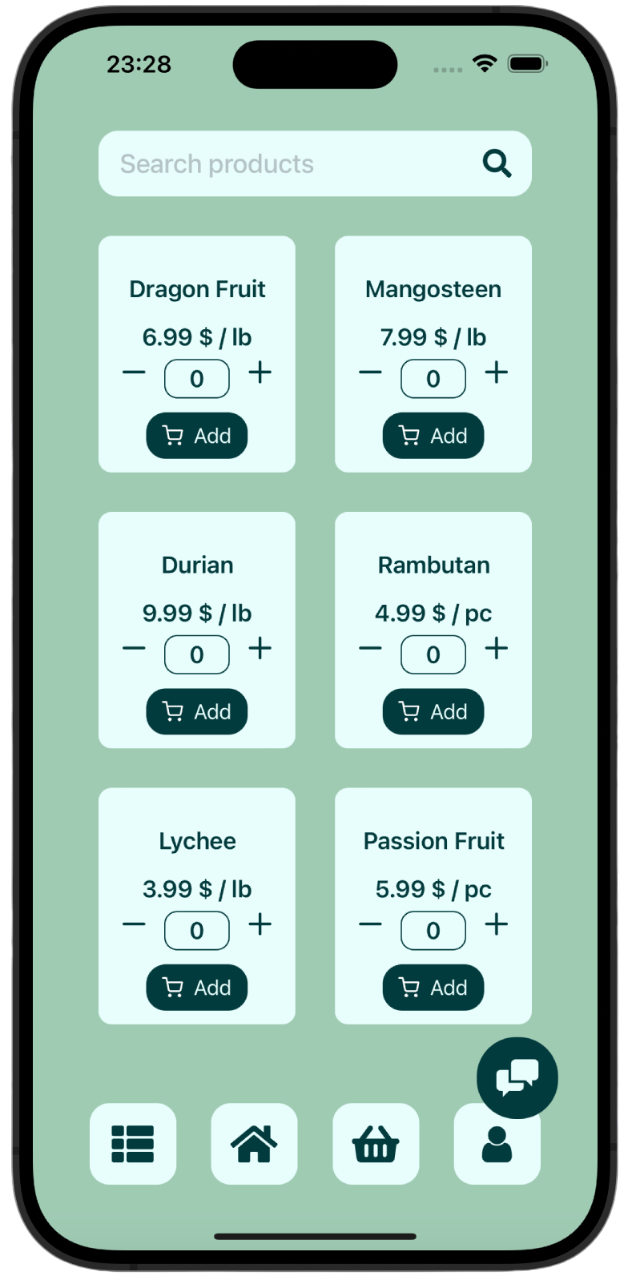 23:28
Search products
Dragon Fruit
6.99 $ / lb
0
Add
Mangosteen
7.99 $ / lb
0
Add
Durian
9.99 $ / lb
0
Add
Rambutan
4.99 $ / pc
0
Add
Lychee
3.99 $ / lb
0
Add
Passion Fruit
5.99 $ / pc
0
Add